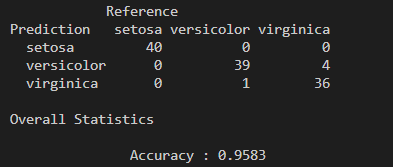 Reference
Prediction   setosa versicolor virginica
  setosa         40          0         0
  versicolor      0         39         4
  virginica       0          1        36

Overall Statistics

               Accuracy : 0.9583